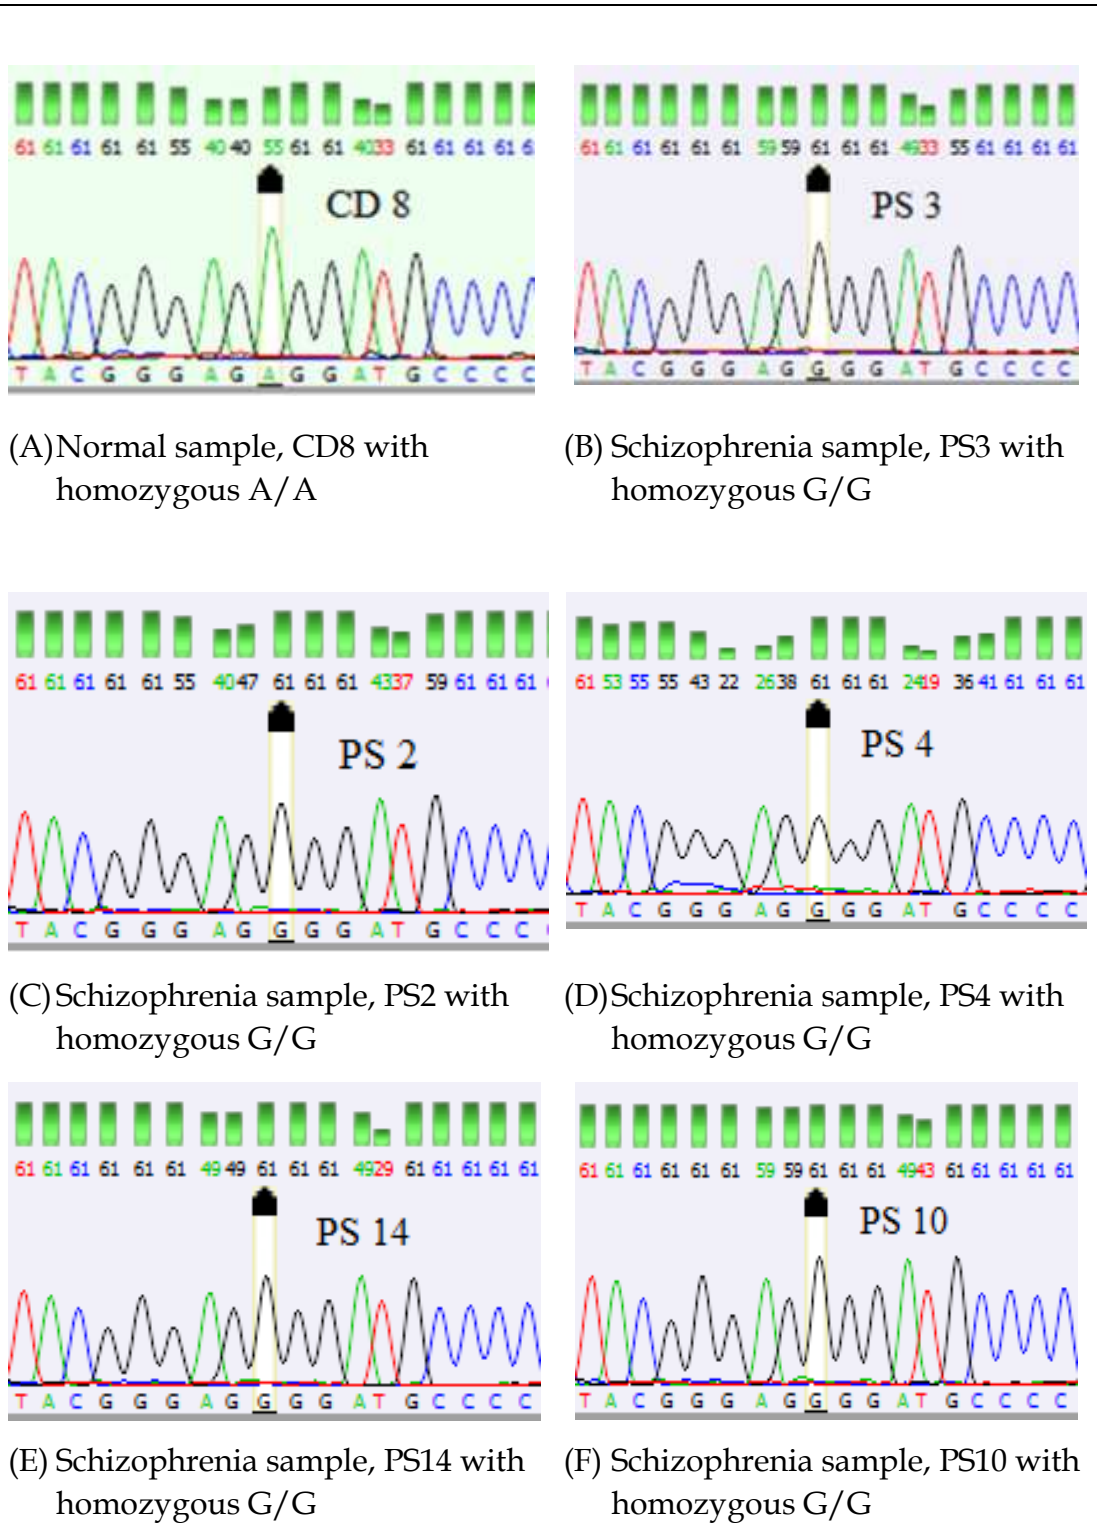 61 61 61 61 61 55 40 40 55 61 61 40 33 61 61 61 61 6
CD 8
T A C G G G A G A G G A T G C C C C
61 61 61 61 61 61 59 59 61 61 61 49 33 55 61 61 61 61
PS 3
T A C G G G A G G G G A T G C C C C
(A) Normal sample, CD8 with
homozygous A/A
(B) Schizophrenia sample, PS3 with
homozygous G/G
61 61 61 61 61 55 40 47 61 61 61 43 37 59 61 61 61
PS 2
T A C G G G A G G G G A T G C C C
61 53 55 55 43 22 26 38 61 61 61 24 19 36 41 61 61 61
PS 4
T A C G G G A G G G G A T G C C C C
(C) Schizophrenia sample, PS2 with
homozygous G/G
(D) Schizophrenia sample, PS4 with
homozygous G/G
61 61 61 61 61 61 49 49 61 61 61 49 29 61 61 61 61 61
PS 14
T A C G G G A G G G G A T G C C C C
61 61 61 61 61 61 59 59 61 61 61 49 43 61 61 61 61 61
PS 10
T A C G G G A G G G G A T G C C C C
(E) Schizophrenia sample, PS14 with
homozygous G/G
(F) Schizophrenia sample, PS10 with
homozygous G/G